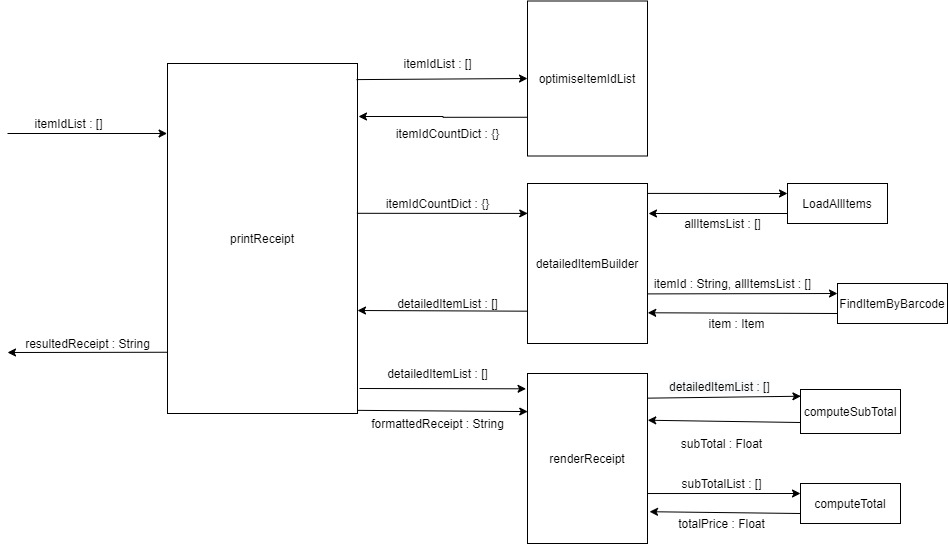 itemIdList : []
optimiseItemIdList
itemIdList : []
itemIdCountDict : {}
itemIdCountDict : {}
LoadAllItems
allItemsList : []
printReceipt
detailedItemBuilder
itemId : String, allItemsList : []
detailedItemList : []
FindItemByBarcode
item : Item
resultedReceipt : String
detailedItemList : []
detailedItemList : []
computeSubTotal
formattedReceipt : String
subTotal : Float
renderReceipt
subTotalList : []
computeTotal
totalPrice : Float